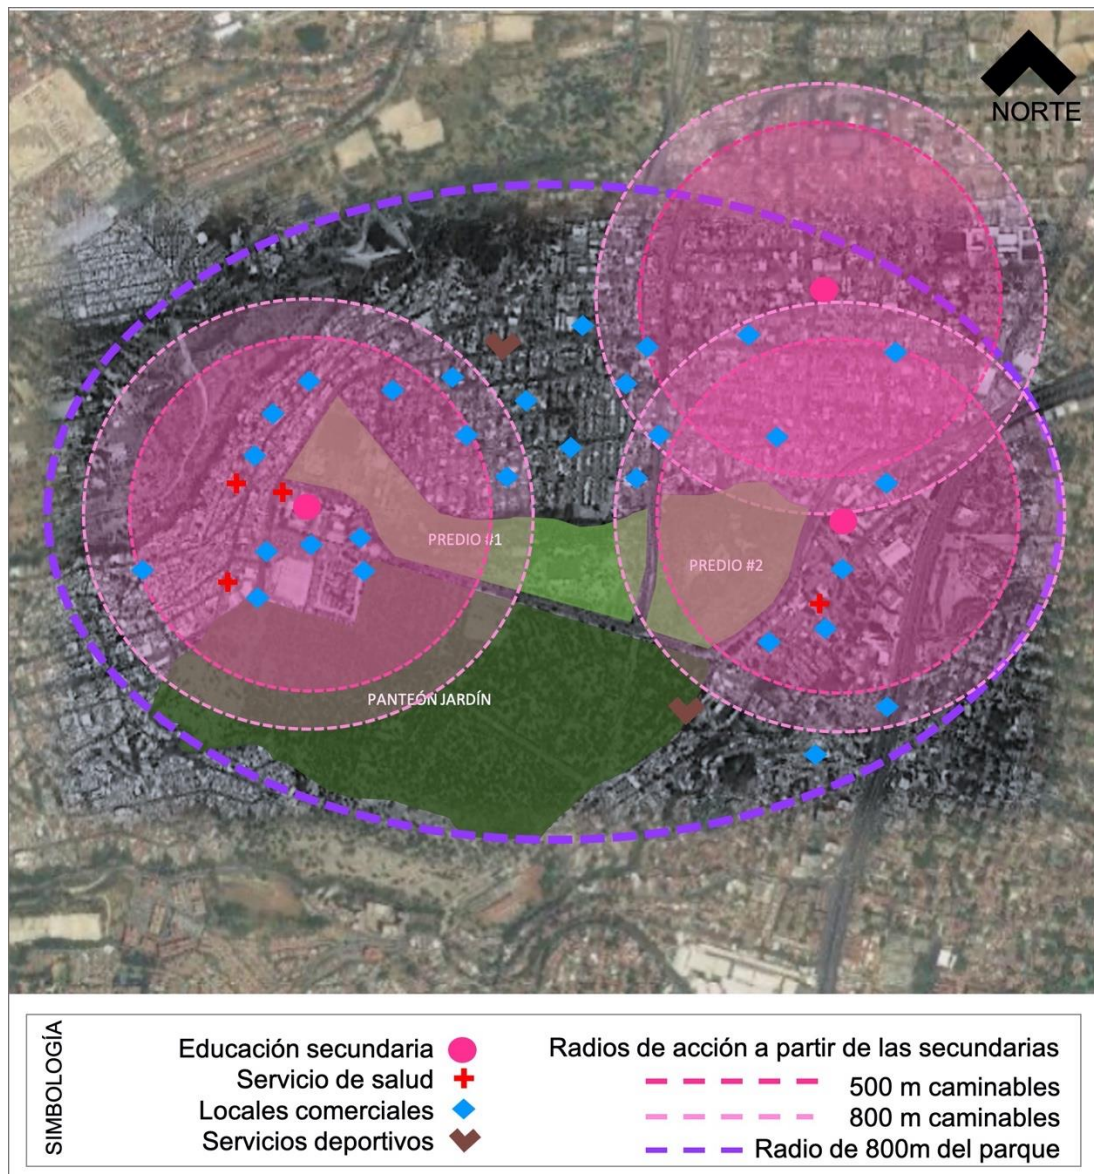 NORTE
PREDIO #1
PREDIO #2
PANTEÓN JARDÍN
SIMBOLOGÍA
Educación secundaria
Servicio de salud
Locales comerciales
Servicios deportivos
Radios de acción a partir de las secundarias
500 m caminables
800 m caminables
Radio de 800m del parque